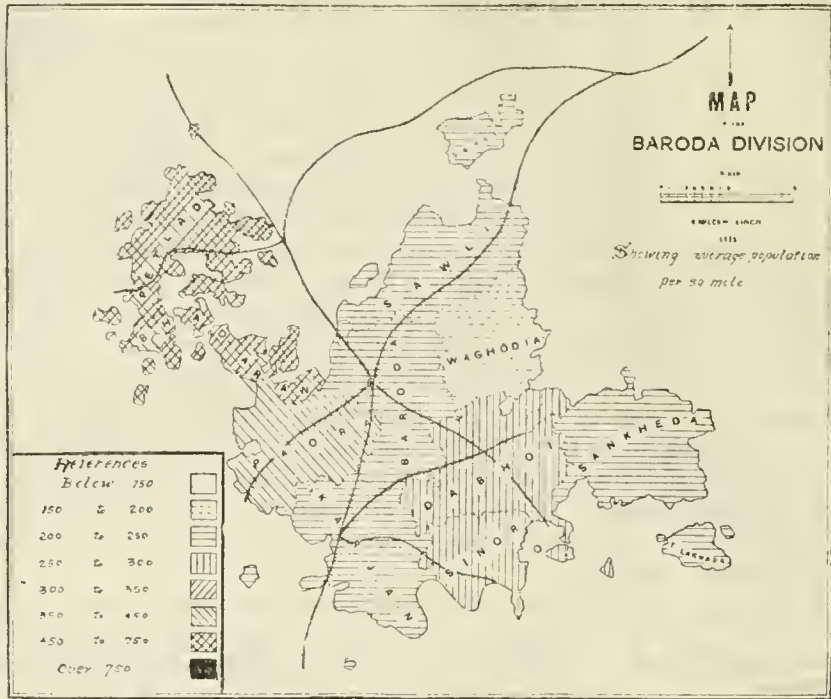 MAP
BARODA DIVISION
Showing average population
per sq mile
PETLAD
BHADARAN
SAWLI
WAGHODIA
BARODA
PADRA
DABHOI
SANKHEDA
SINOR
KARJAN
References
Below 150
150 to 200
200 to 250
250 to 300
300 to 350
350 to 450
450 to 750
Over 750